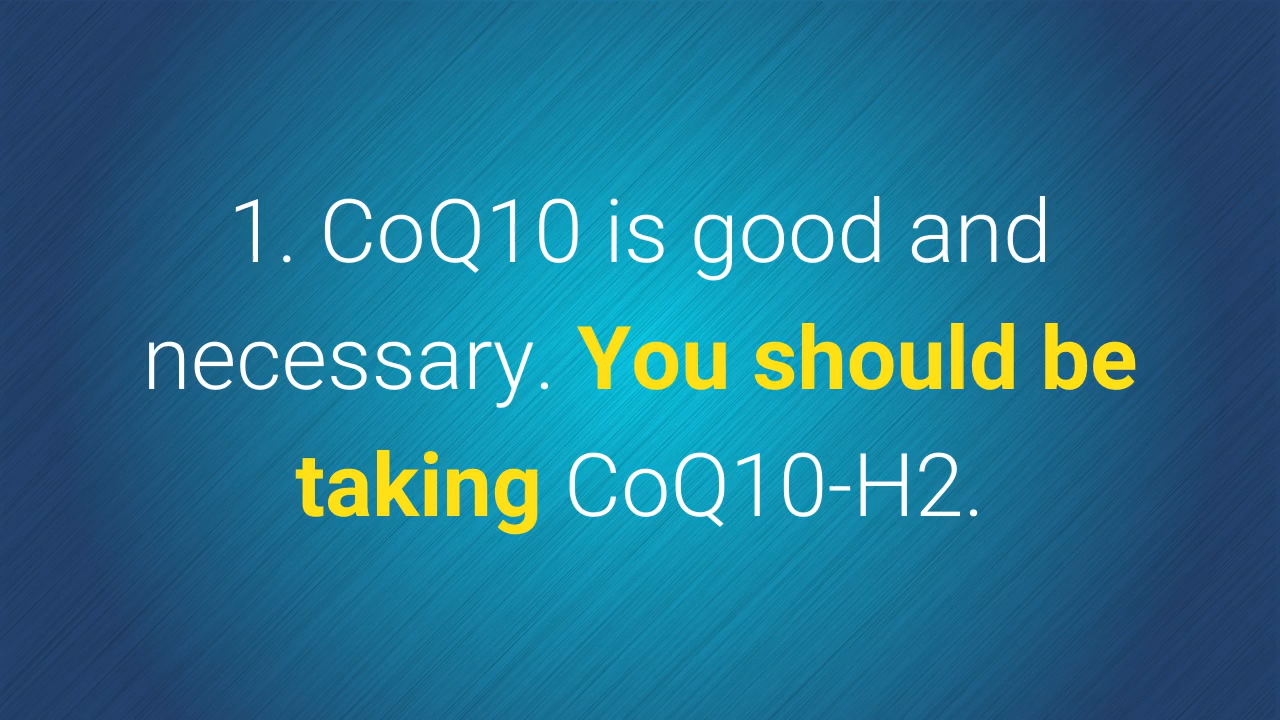 1. CoQ10 is good and
necessary. You should be
taking CoQ10-H2.